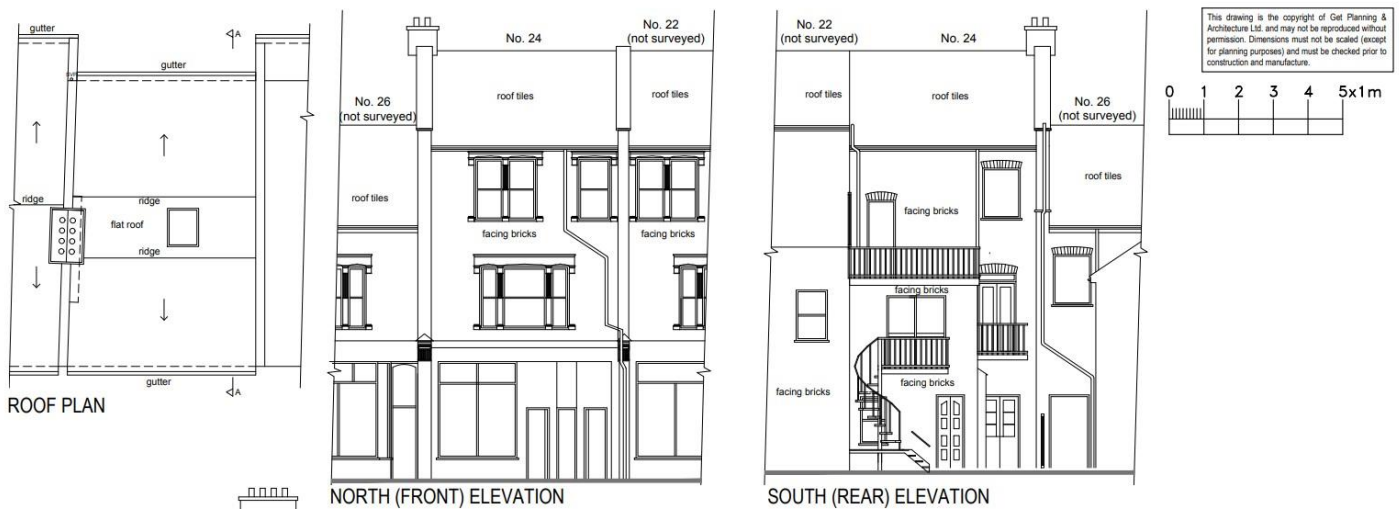 gutter
A
gutter
ridge
ridge
flat roof
ridge
gutter
A
ROOF PLAN
No. 24
No. 22
(not surveyed)
roof tiles
roof tiles
No. 26
(not surveyed)
roof tiles
facing bricks
facing bricks
NORTH (FRONT) ELEVATION
No. 22
(not surveyed)
No. 24
roof tiles
roof tiles
No. 26
(not surveyed)
roof tiles
facing bricks
facing bricks
facing bricks
facing bricks
SOUTH (REAR) ELEVATION
This drawing is the copyright of Get Planning &
Architecture Ltd. and may not be reproduced without
permission. Dimensions must not be scaled (except
for planning purposes) and must be checked prior to
construction and manufacture.
0 1 2 3 4 5x1m